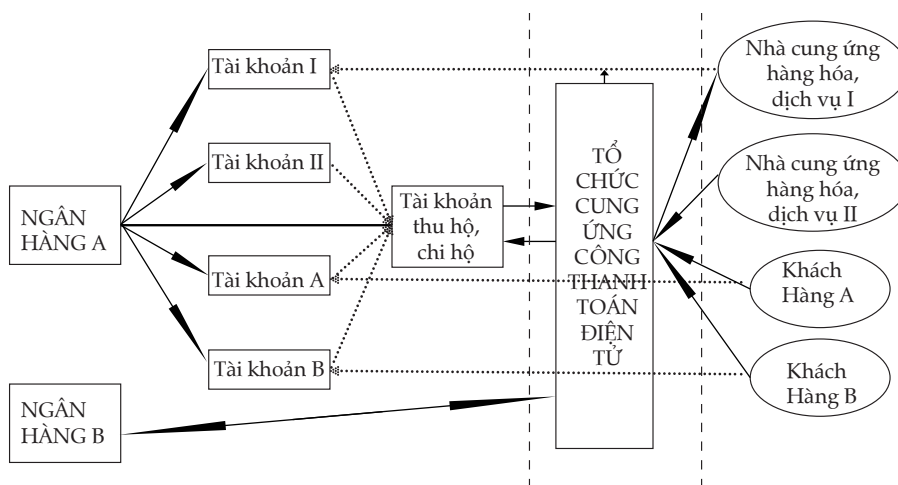 NGÂN
HÀNG A
NGÂN
HÀNG B
Tài khoản I
Tài khoản II
Tài khoản A
Tài khoản B
Tài khoản
thu hộ,
chi hộ
TỔ
CHỨC
CUNG
ỨNG
CÔNG
THANH
TOÁN
ĐIỆN
TỬ
Nhà cung ứng
hàng hóa,
dịch vụ I
Nhà cung ứng
hàng hóa,
dịch vụ II
Khách
Hàng A
Khách
Hàng B